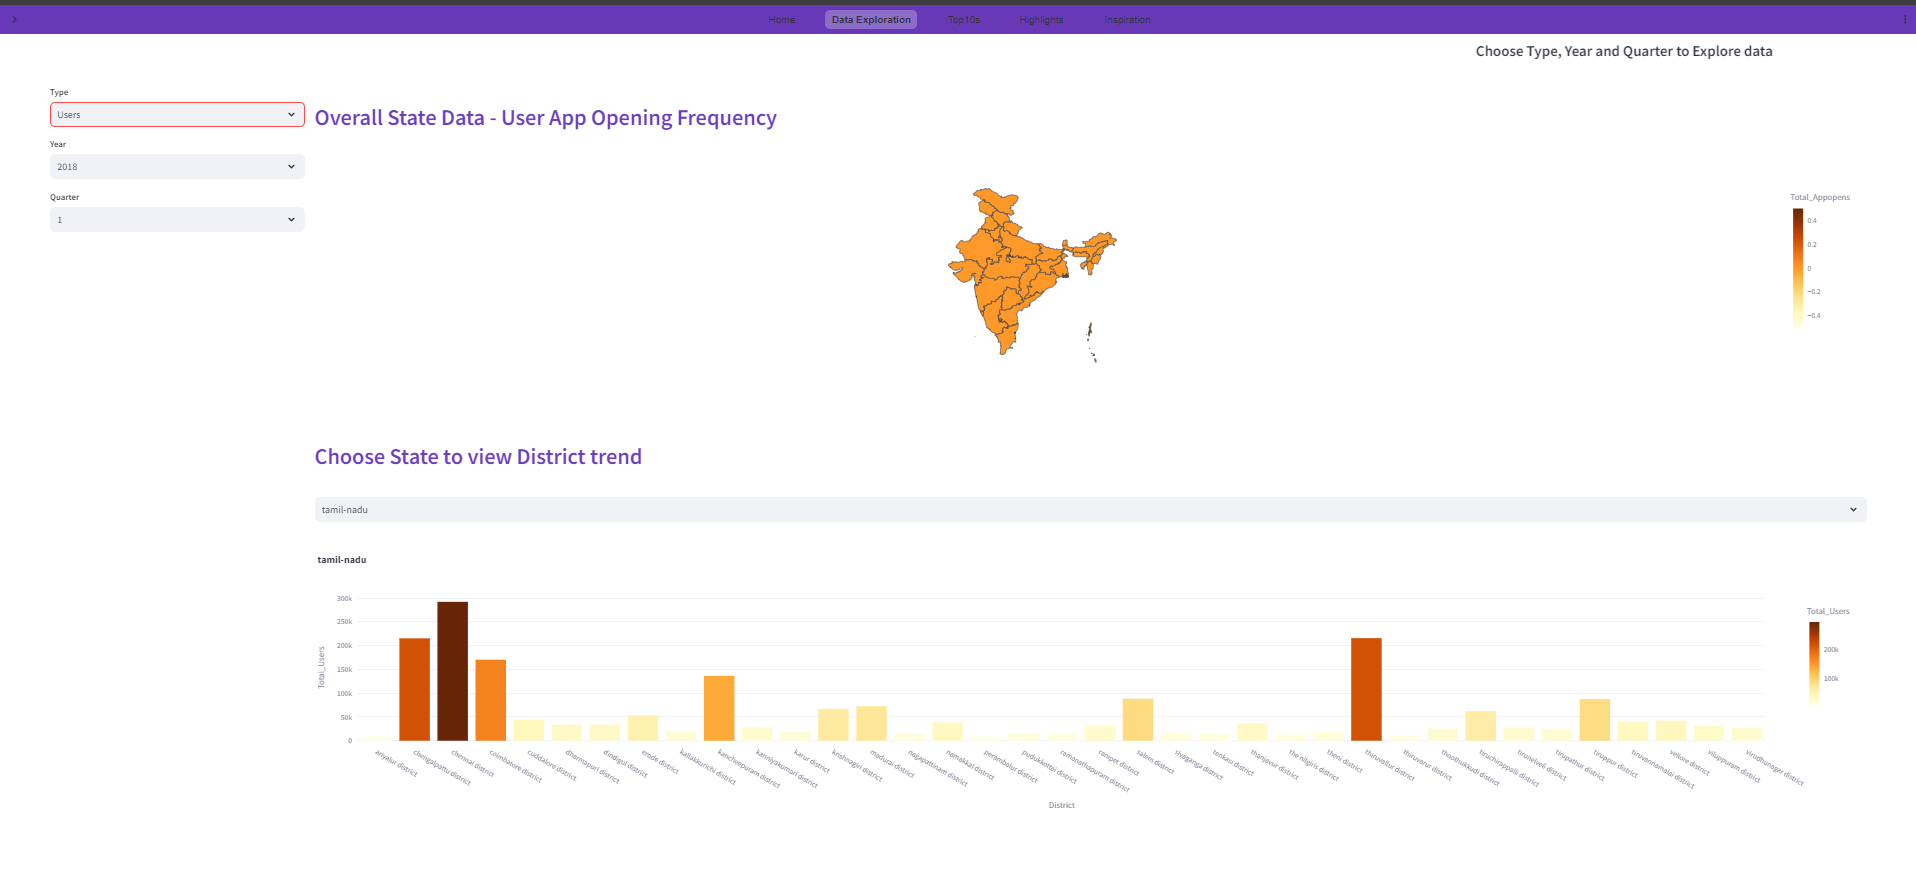 Home Data Exploration Top10s Highlights Inspiration
Choose Type, Year and Quarter to Explore data
Type
Users
Year
2018
Quarter
1
Overall State Data - User App Opening Frequency
Total_Appopens
0.4
0.2
0
−0.2
−0.4
Choose State to view District trend
tamil-nadu
tamil-nadu
300k
250k
200k
150k
100k
50k
0
Total_Users
ariyalur district
chengalpattu district
chennai district
coimbatore district
cuddalore district
dharmapuri district
dindigul district
erode district
kallakkurichi district
kancheepuram district
kanniyakumari district
karur district
krishnagiri district
madurai district
nagapattinam district
namakkal district
perambalur district
pudukkottai district
ramanathapuram district
ranipet district
salem district
sivaganga district
tenkasi district
thanjavur district
the nilgiris district
theni district
thiruvallur district
thiruvarur district
thoothukkudi district
tiruchirappalli district
tirunelveli district
tirupathur district
tiruppur district
tiruvannamalai district
vellore district
viluppuram district
virudhunagar district
District
Total_Users
200k
100k